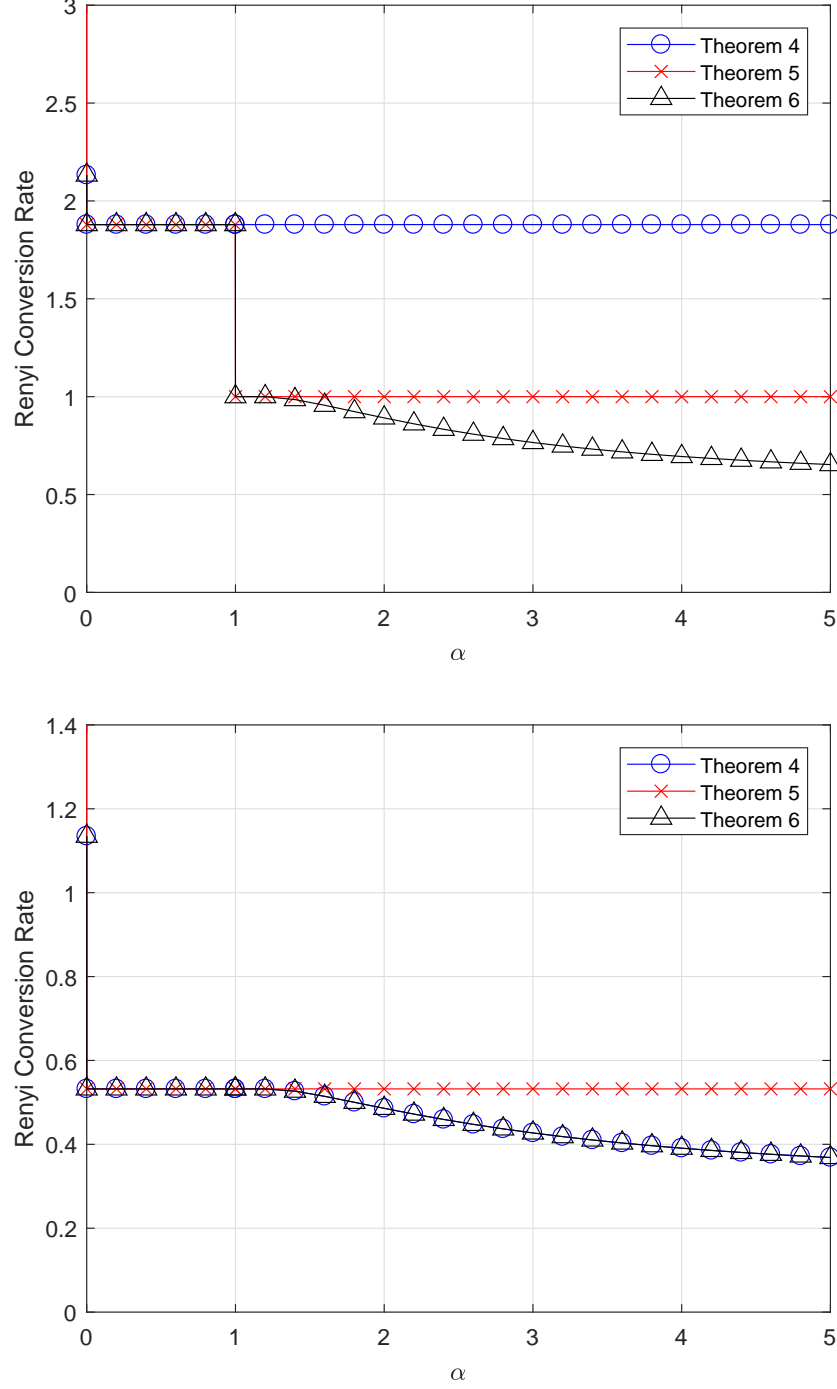 3
2.5
2
1.5
1
0.5
0
Renyi Conversion Rate
Theorem 4
Theorem 5
Theorem 6
0 1 2 3 4 5
α
1.4
1.2
1
0.8
0.6
0.4
0.2
0
Renyi Conversion Rate
Theorem 4
Theorem 5
Theorem 6
0 1 2 3 4 5
α